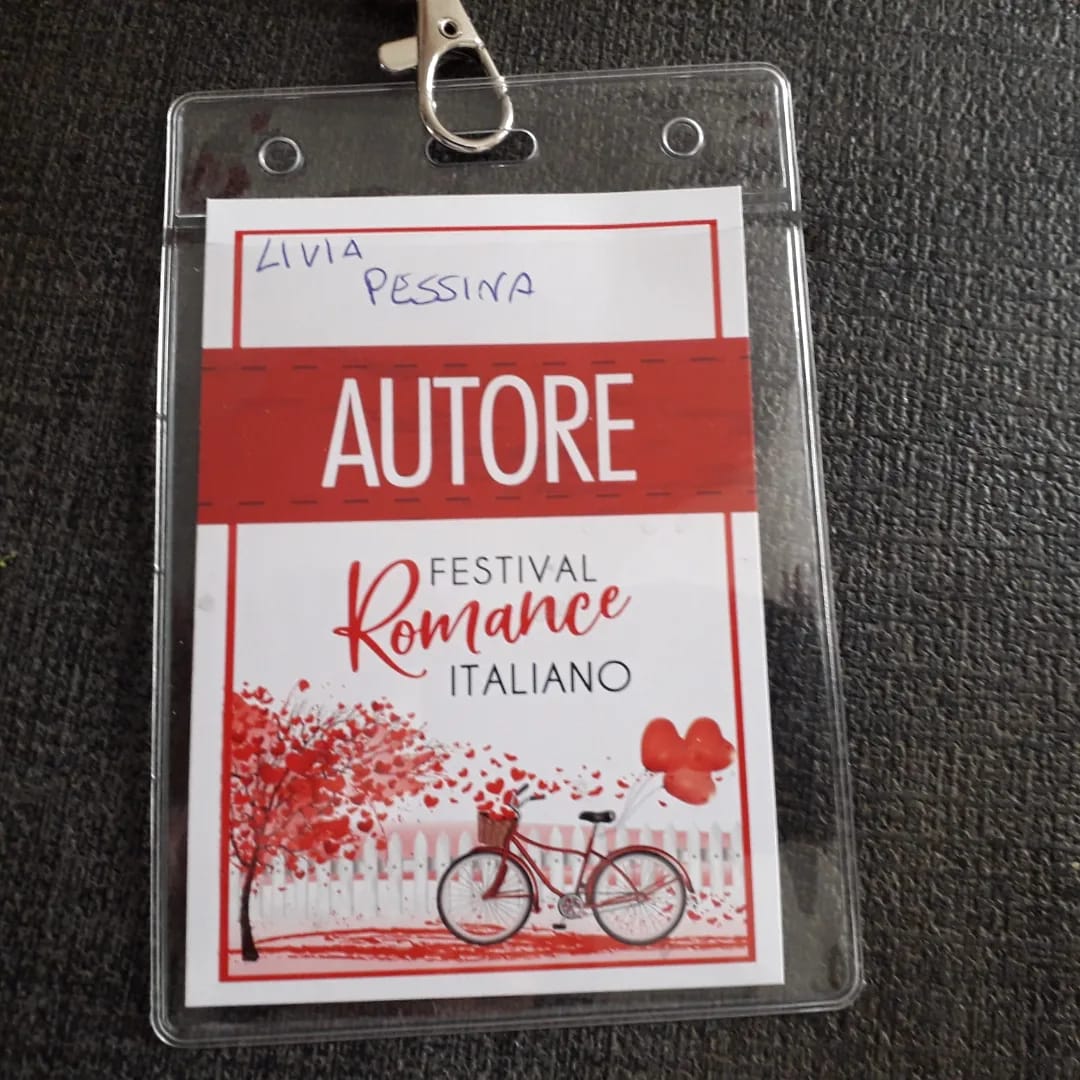 LIVIA
PESSINA
AUTORE
FESTIVAL
Romance
ITALIANO